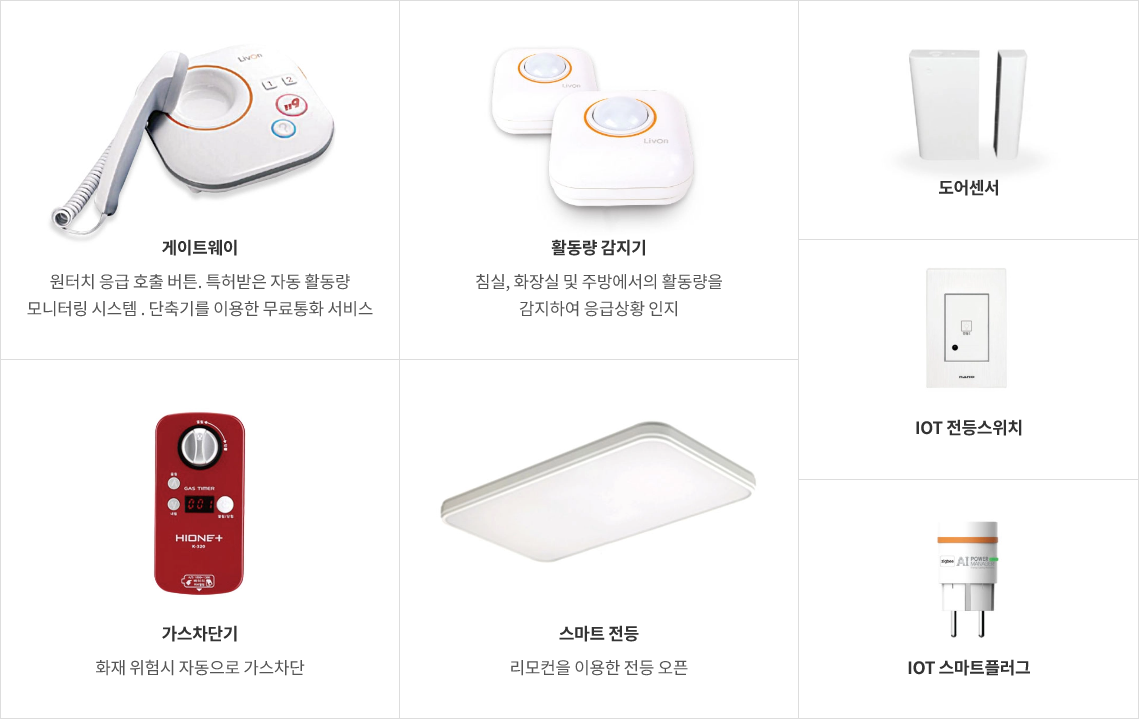 LivOn
1 2
119
게이트웨이
원터치 응급 호출 버튼. 특허받은 자동 활동량
모니터링 시스템 . 단축기를 이용한 무료통화 서비스
LivOn
LivOn
활동량 감지기
침실, 화장실 및 주방에서의 활동량을
감지하여 응급상황 인지
도어센서
IOT 전등스위치
GAS TIMER
001
HIONE+
K-320
가스차단기
화재 위험시 자동으로 가스차단
스마트 전등
리모컨을 이용한 전등 오픈
zigbee AI POWER
MANAGER
IOT 스마트플러그